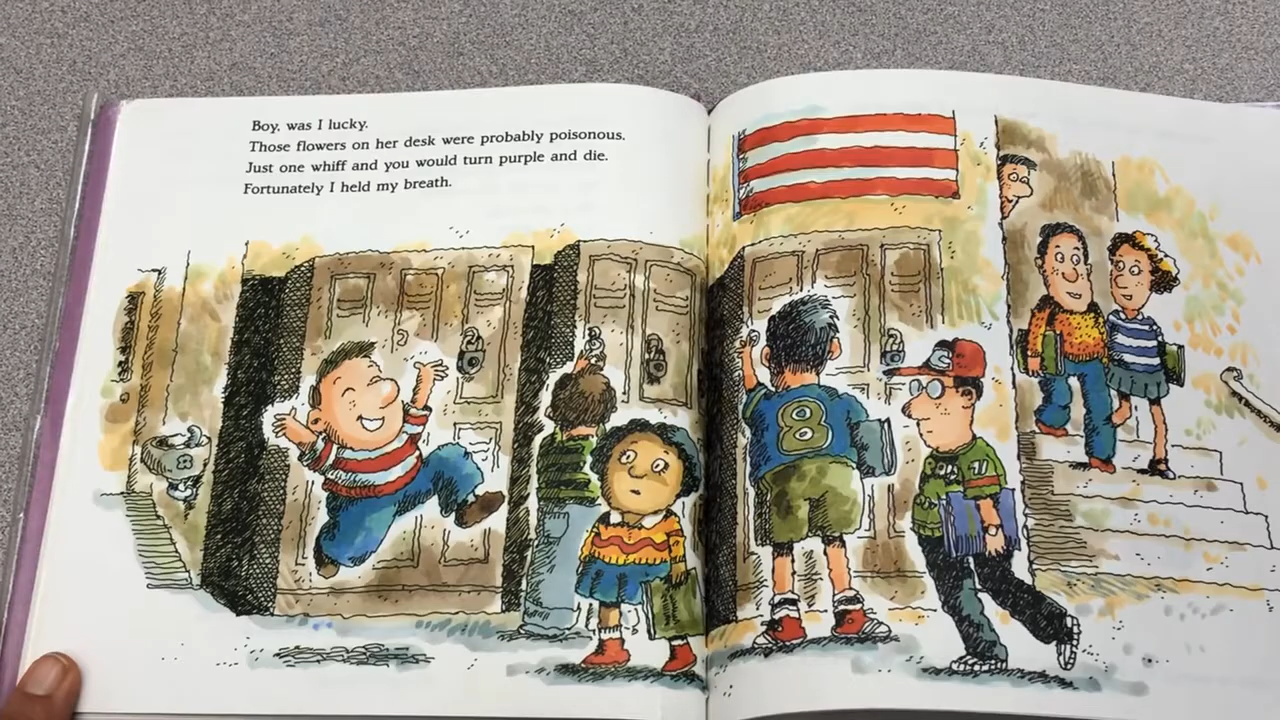 Boy, was I lucky.
Those flowers on her desk were probably poisonous.
Just one whiff and you would turn purple and die.
Fortunately I held my breath.
8
C